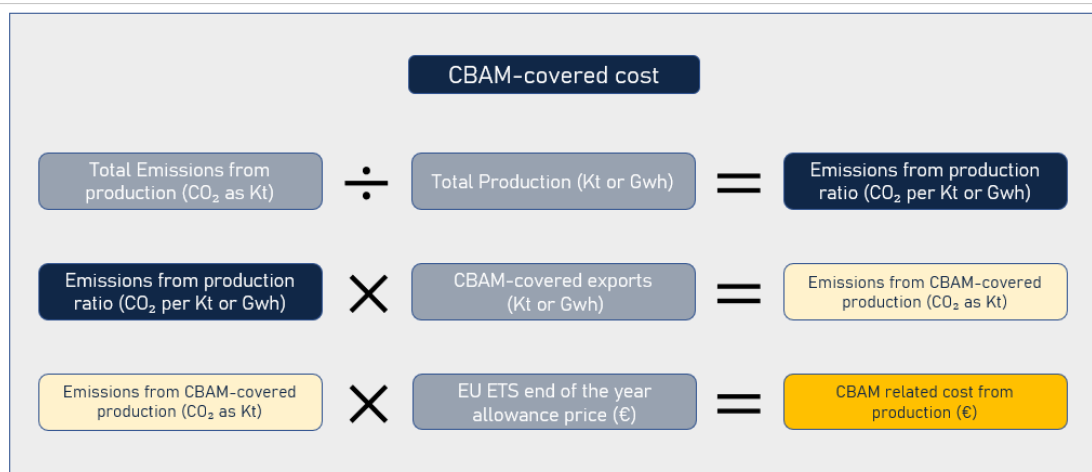 CBAM-covered cost
Total Emissions from
production (CO₂ as Kt)
÷
Total Production (Kt or Gwh)
=
Emissions from production
ratio (CO₂ per Kt or Gwh)
Emissions from production
ratio (CO₂ per Kt or Gwh)
×
CBAM-covered exports
(Kt or Gwh)
=
Emissions from CBAM-covered
production (CO₂ as Kt)
Emissions from CBAM-covered
production (CO₂ as Kt)
×
EU ETS end of the year
allowance price (€)
=
CBAM related cost from
production (€)